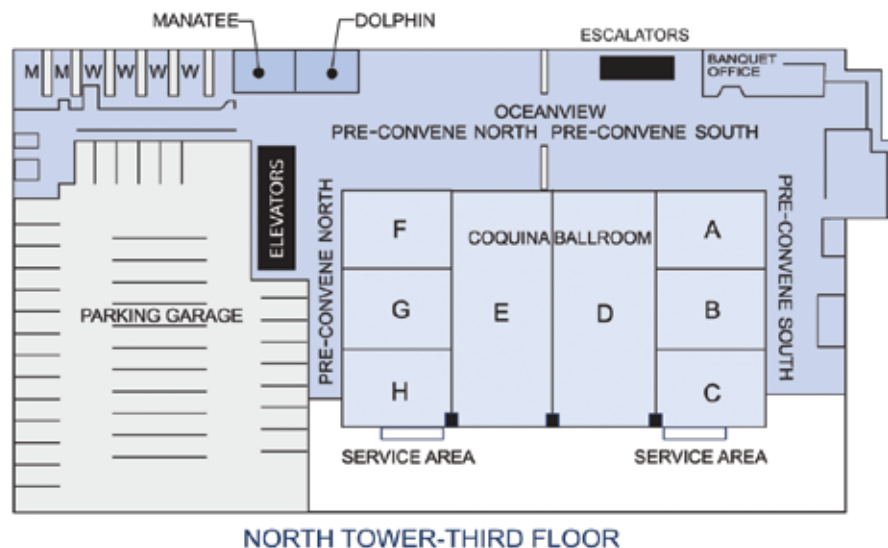 MANATEE
DOLPHIN
ESCALATORS
M M W W W W
BANQUET
OFFICE
OCEANVIEW
PRE-CONVENE NORTH PRE-CONVENE SOUTH
ELEVATORS
PRE-CONVENE NORTH
PRE-CONVENE SOUTH
F
COQUINA BALLROOM
A
PARKING GARAGE
G
E
D
B
H
C
SERVICE AREA
SERVICE AREA
NORTH TOWER-THIRD FLOOR